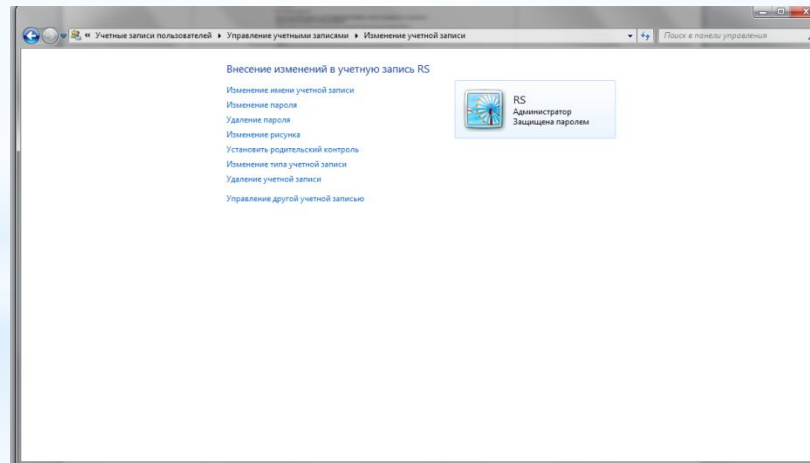 « Учетные записи пользователей ▸ Управление учетными записями ▸ Изменение учетной записи
Поиск в панели управления
Внесение изменений в учетную запись RS
Изменение имени учетной записи
Изменение пароля
Удаление пароля
Изменение рисунка
Установить родительский контроль
Изменение типа учетной записи
Удаление учетной записи
Управление другой учетной записью
RS
Администратор
Защищена паролем